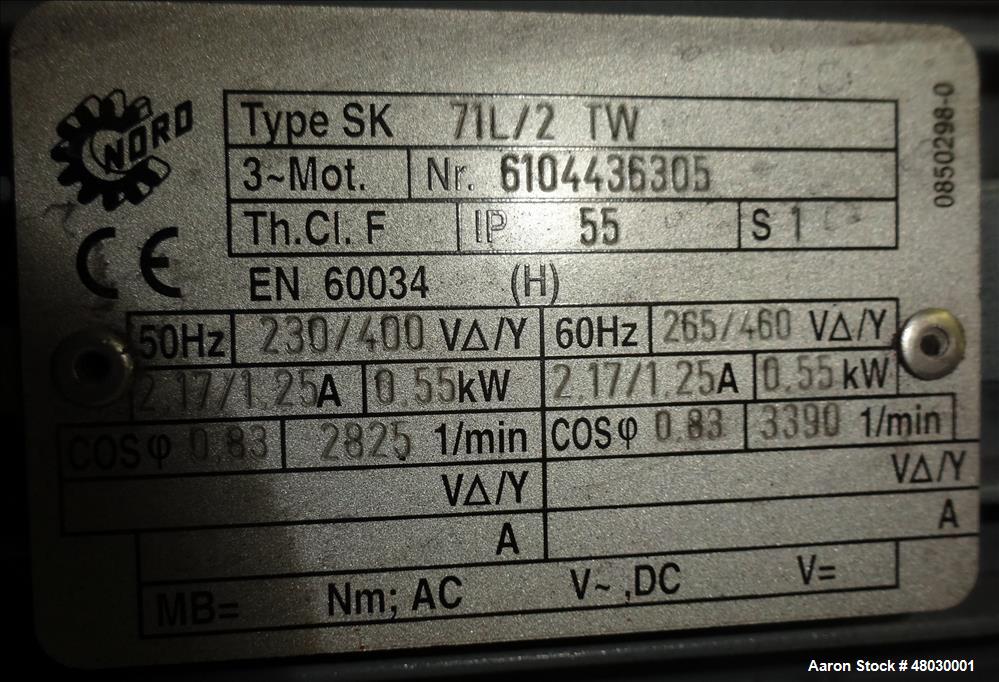 NORD
0850298-0
Type SK 71L/2 TW
3~Mot. Nr. 6104436305
Th.Cl. F IP 55 S 1
CE
EN 60034 (H)
50Hz 230/400 VΔ/Y 60Hz 265/460 VΔ/Y
2.17/1.25A 0.55kW 2.17/1.25A 0.55kW
COSφ 0.83 2825 1/min COSφ 0.83 3390 1/min
VΔ/Y VΔ/Y
A A
MB= Nm; AC V~ ,DC V=
Aaron Stock # 48030001